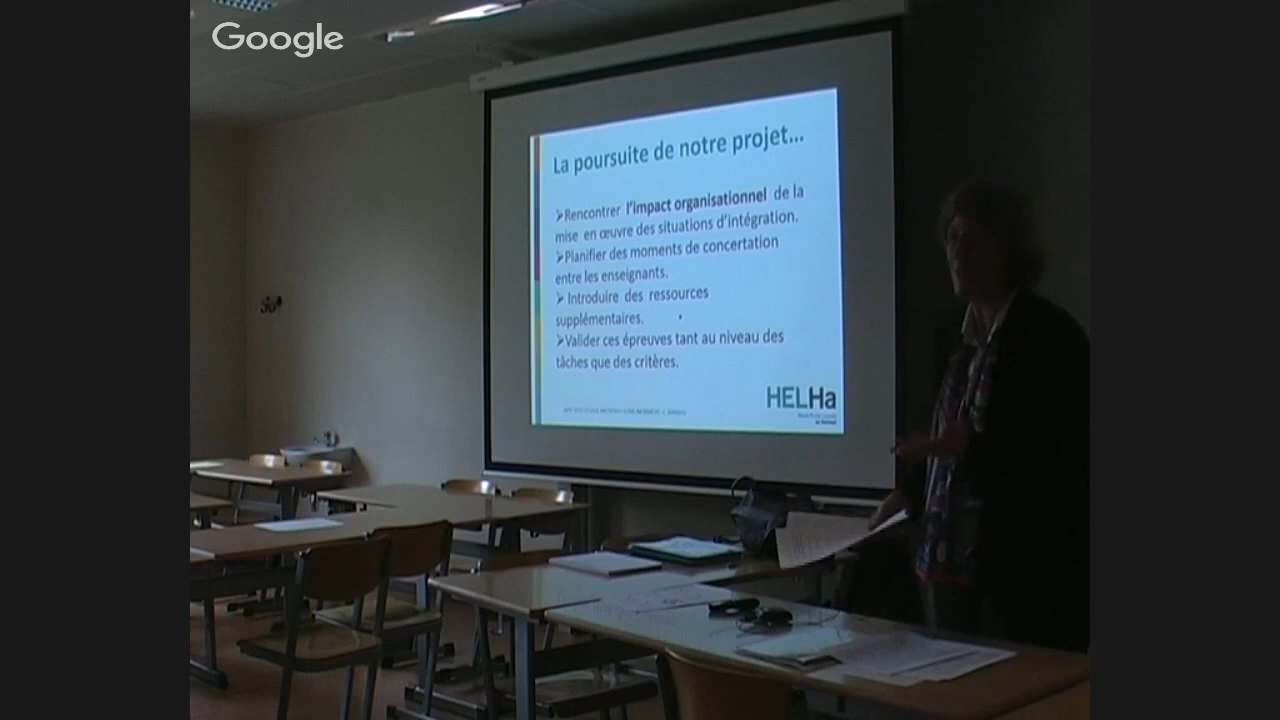 Google
La poursuite de notre projet...
➢Rencontrer l'impact organisationnel de la
mise en œuvre des situations d'intégration.
➢Planifier des moments de concertation
entre les enseignants.
➢ Introduire des ressources
supplémentaires.
➢Valider ces épreuves tant au niveau des
tâches que des critères.
HELHa